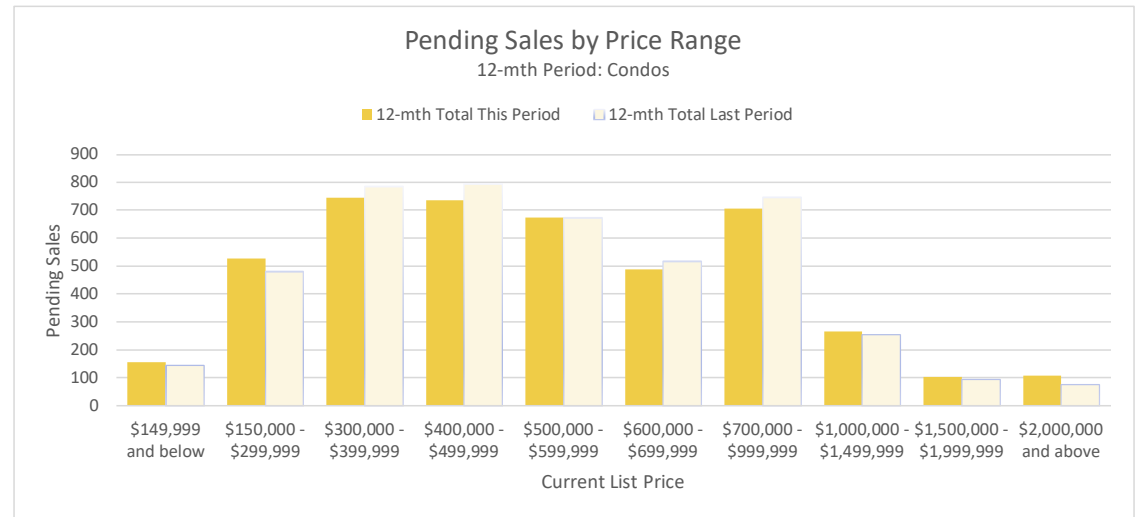 Pending Sales by Price Range
12-mth Period: Condos
12-mth Total This Period 12-mth Total Last Period
Pending Sales
900
800
700
600
500
400
300
200
100
0
$149,999 $150,000 - $300,000 - $400,000 - $500,000 - $600,000 - $700,000 - $1,000,000 - $1,500,000 - $2,000,000
and below $299,999 $399,999 $499,999 $599,999 $699,999 $999,999 $1,499,999 $1,999,999 and above
Current List Price